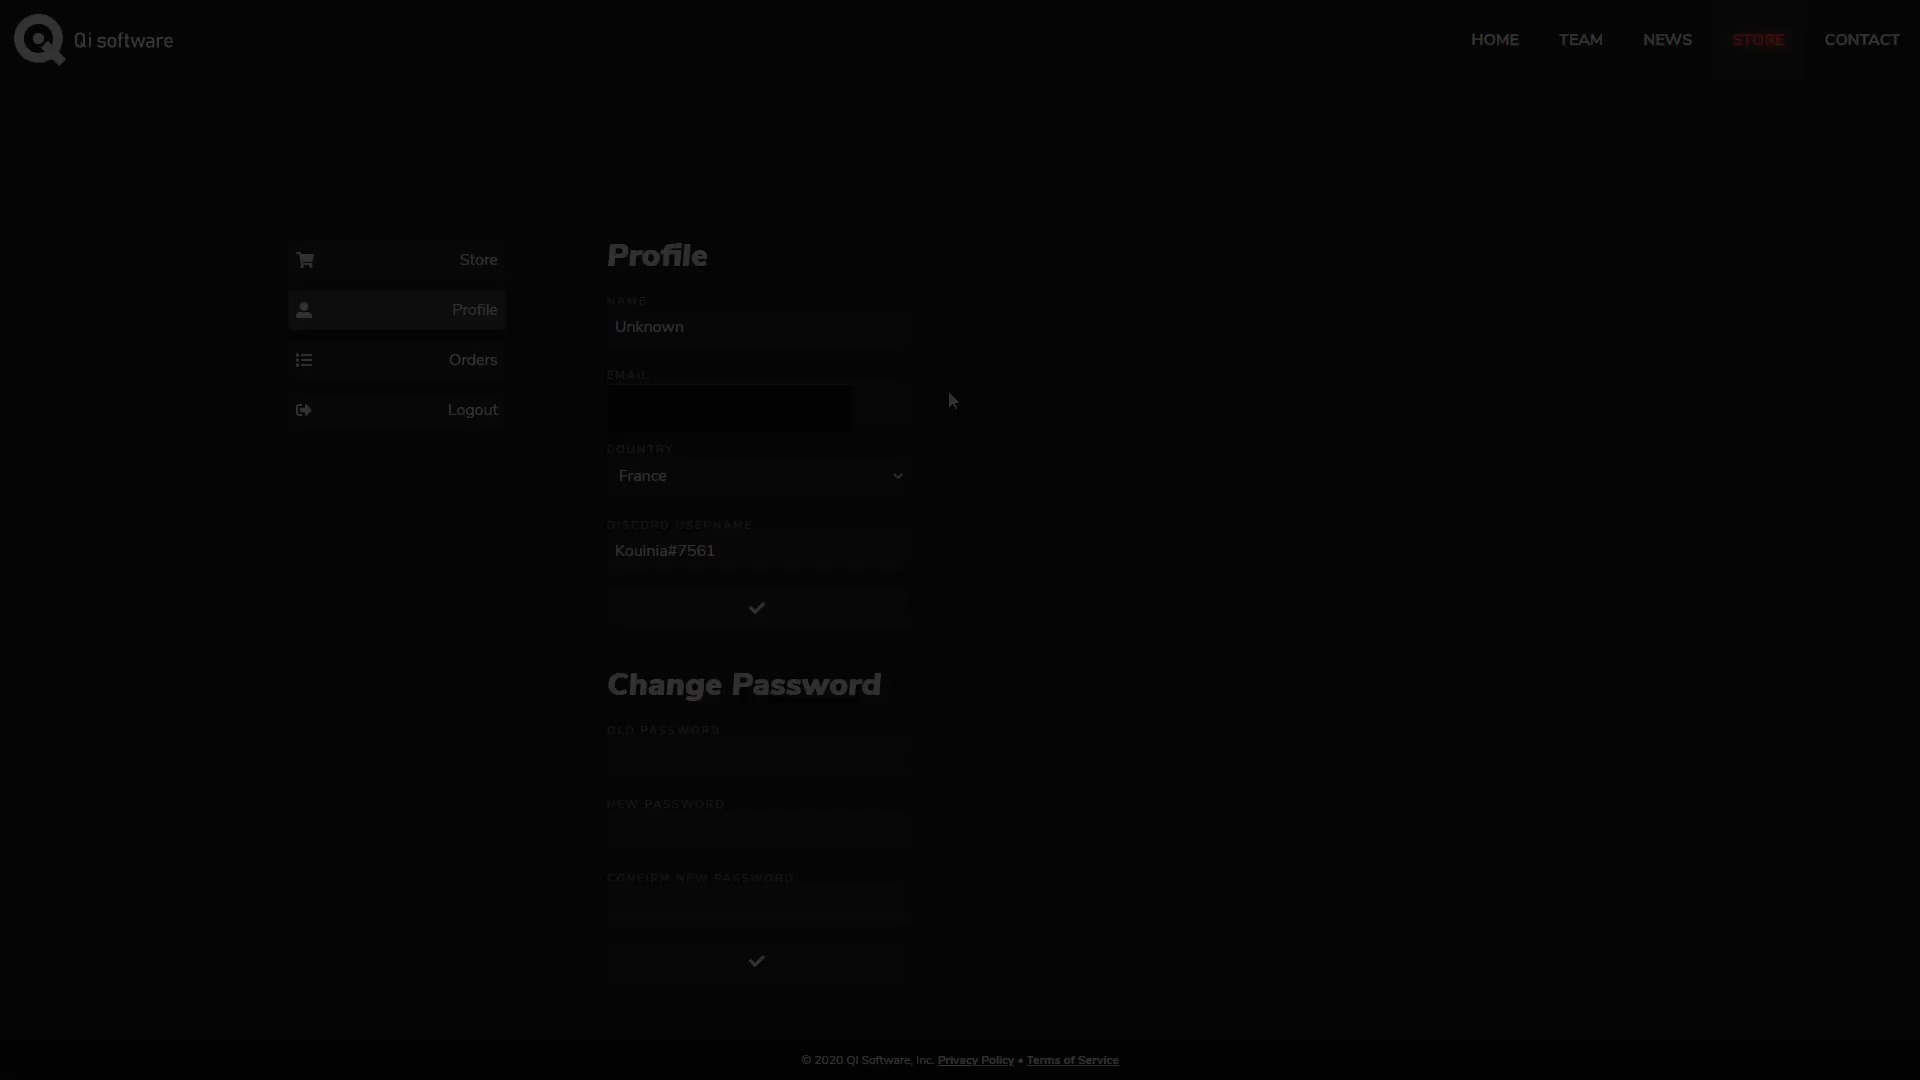 Qi software
HOME
TEAM
NEWS
STORE
CONTACT
Store
Profile
Orders
Logout
Profile
NAME
Unknown
EMAIL
COUNTRY
France
DISCORD USERNAME
Kouinia#7561
Change Password
OLD PASSWORD
NEW PASSWORD
CONFIRM NEW PASSWORD
© 2020 QI Software, Inc. Privacy Policy • Terms of Service